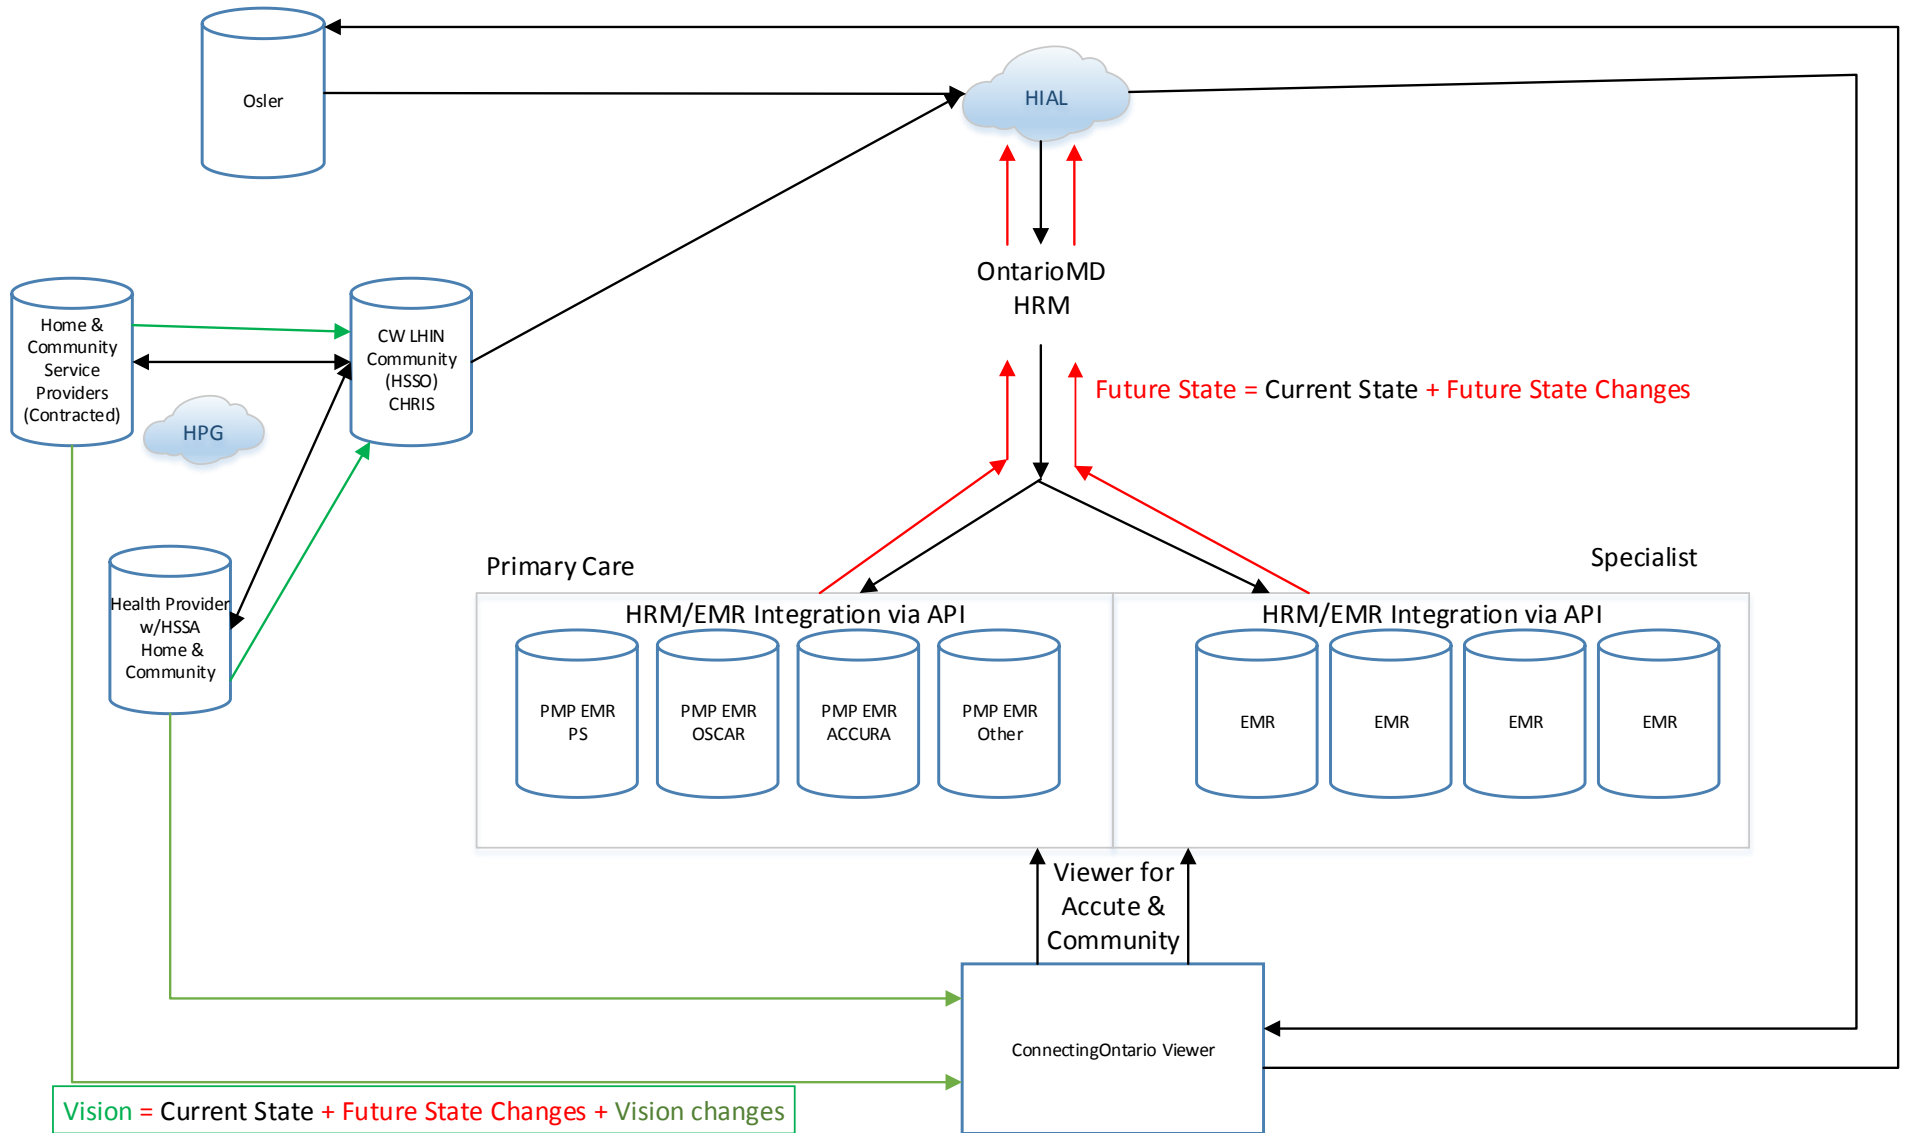 Osler
HIAL
OntarioMD
HRM
Home &
Community
Service
Providers
(Contracted)
CW LHIN
Community
(HSSO)
CHRIS
HPG
Future State = Current State + Future State Changes
Health Provider
w/HSSA
Home &
Community
Primary Care
Specialist
HRM/EMR Integration via API
HRM/EMR Integration via API
PMP EMR
PS
PMP EMR
OSCAR
PMP EMR
ACCURA
PMP EMR
Other
EMR
EMR
EMR
EMR
Viewer for
Accute &
Community
ConnectingOntario Viewer
Vision = Current State + Future State Changes + Vision changes